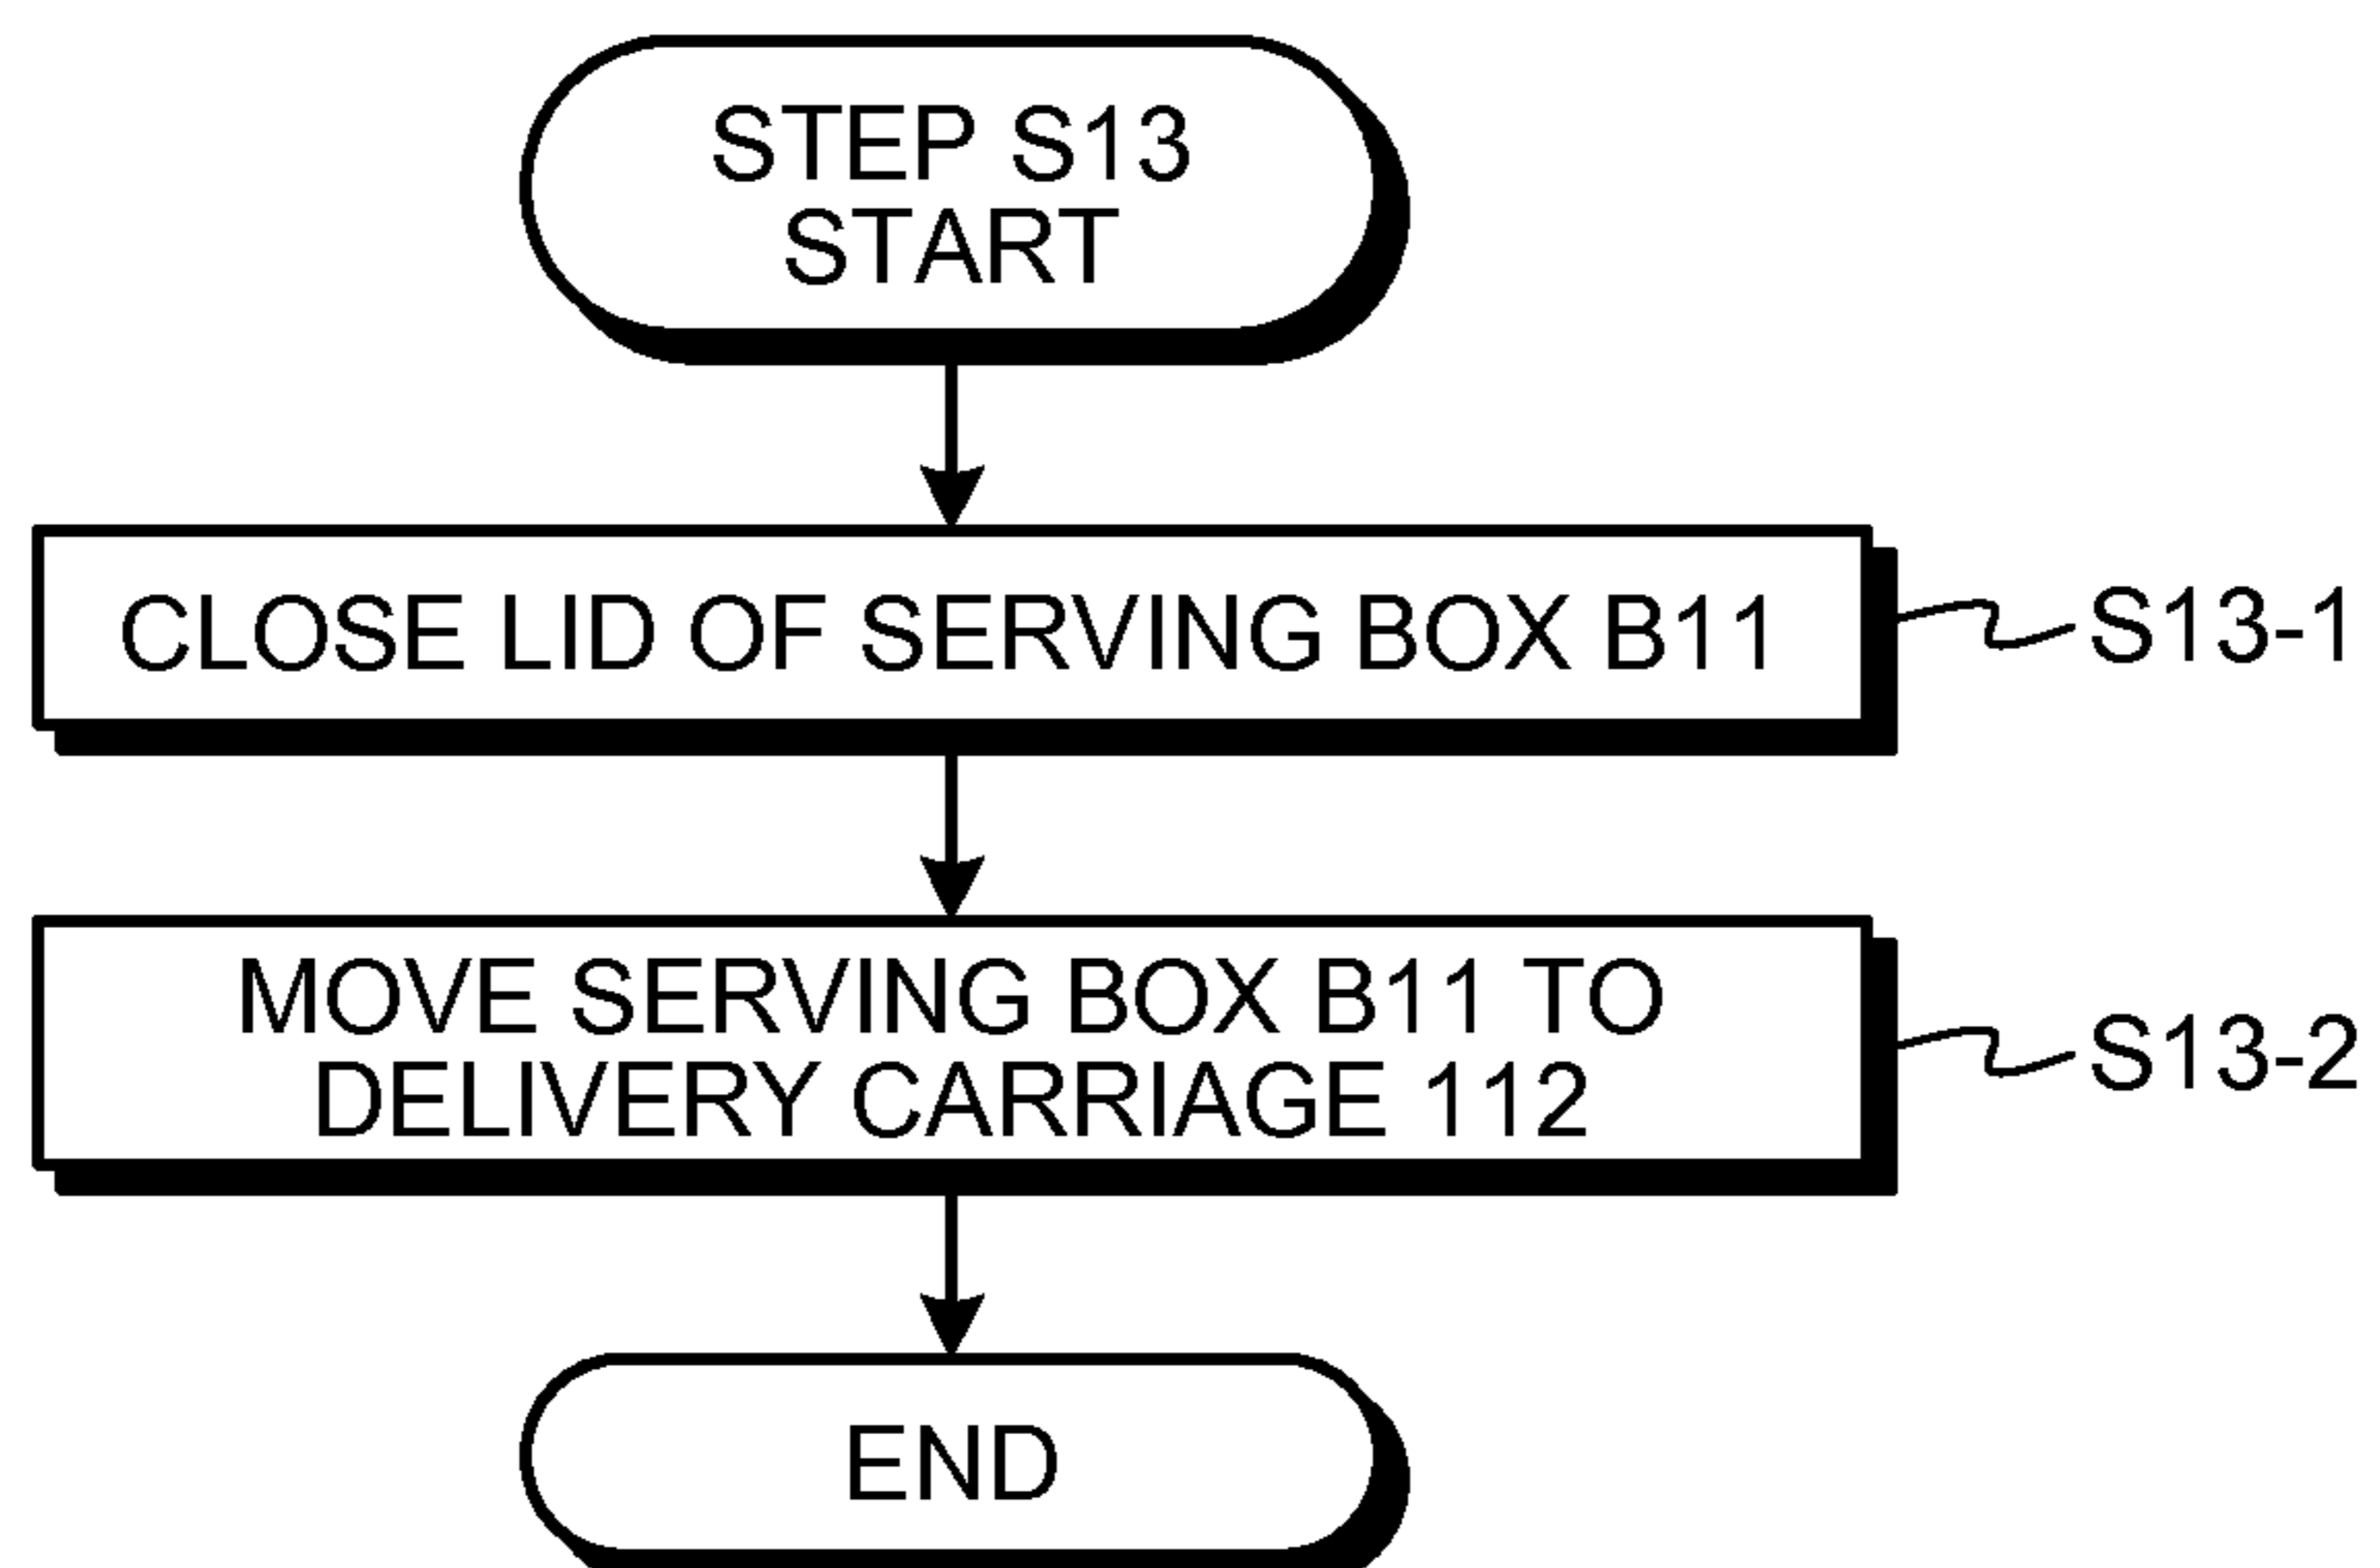 STEP S13
START
CLOSE LID OF SERVING BOX B11
S13-1
MOVE SERVING BOX B11 TO
DELIVERY CARRIAGE 112
S13-2
END